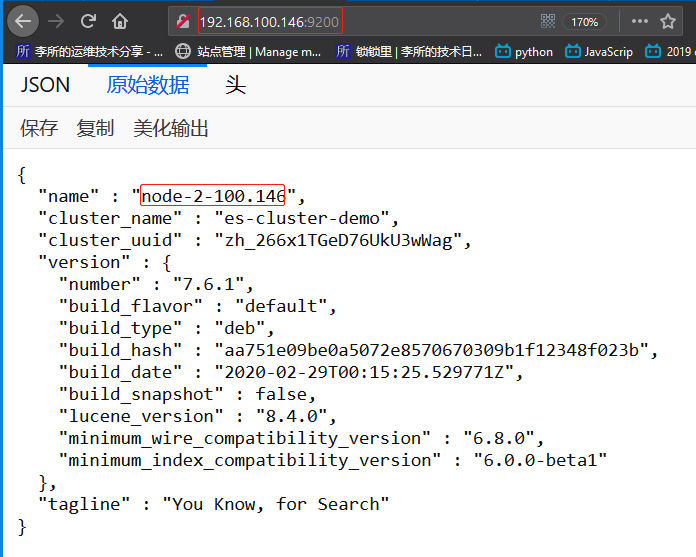 192.168.100.146:9200 170%
所 李所的运维技术分享 - ... 站点管理 | Manage m... 所 锁锁里 | 李所的技术日... python JavaScrip 2019
JSON 原始数据 头
保存 复制 美化输出
{
"name" : "node-2-100.146",
"cluster_name" : "es-cluster-demo",
"cluster_uuid" : "zh_266x1TGeD76UkU3wWag",
"version" : {
"number" : "7.6.1",
"build_flavor" : "default",
"build_type" : "deb",
"build_hash" : "aa751e09be0a5072e8570670309b1f12348f023b",
"build_date" : "2020-02-29T00:15:25.529771Z",
"build_snapshot" : false,
"lucene_version" : "8.4.0",
"minimum_wire_compatibility_version" : "6.8.0",
"minimum_index_compatibility_version" : "6.0.0-beta1"
},
"tagline" : "You Know, for Search"
}